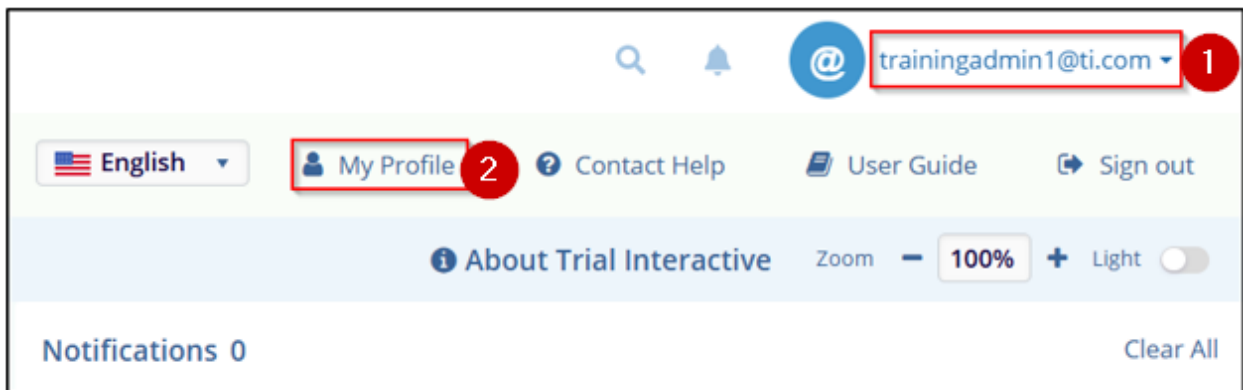 @ trainingadmin1@ti.com 1
English My Profile 2 Contact Help User Guide Sign out
About Trial Interactive Zoom 100% Light
Notifications 0 Clear All